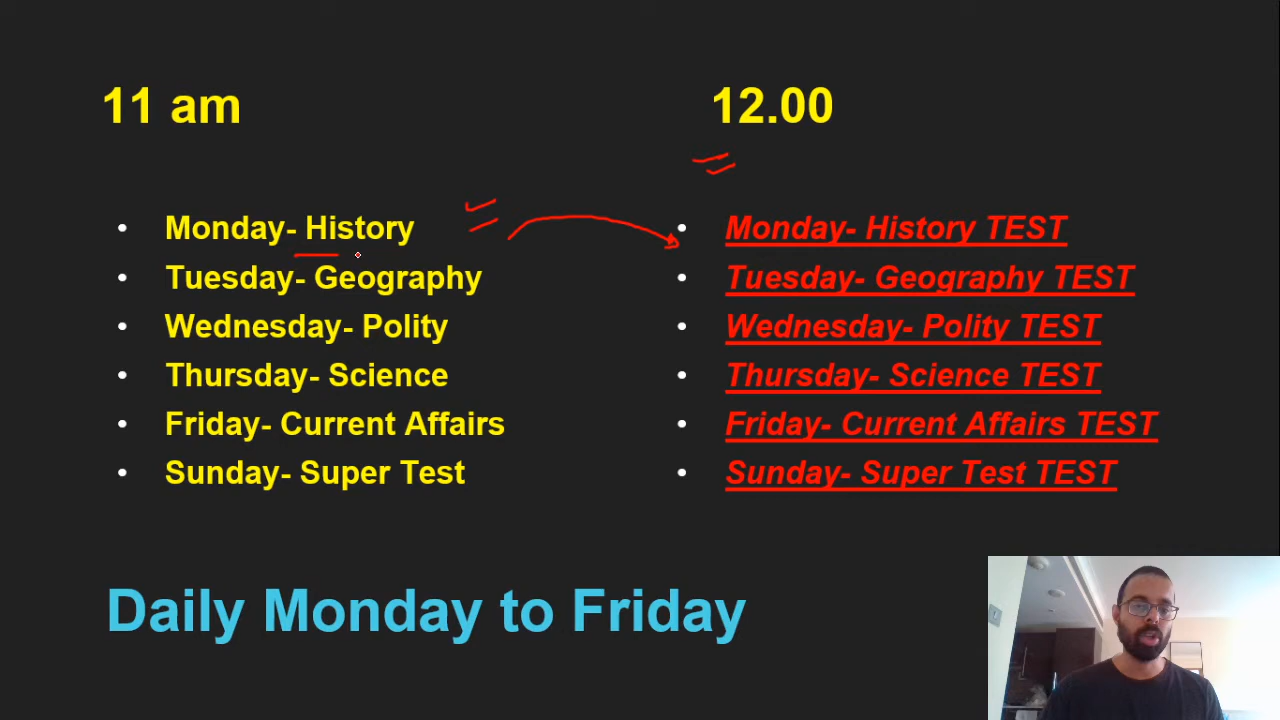 11 am
• Monday- History
• Tuesday- Geography
• Wednesday- Polity
• Thursday- Science
• Friday- Current Affairs
• Sunday- Super Test
12.00
• Monday- History TEST
• Tuesday- Geography TEST
• Wednesday- Polity TEST
• Thursday- Science TEST
• Friday- Current Affairs TEST
• Sunday- Super Test TEST
Daily Monday to Friday